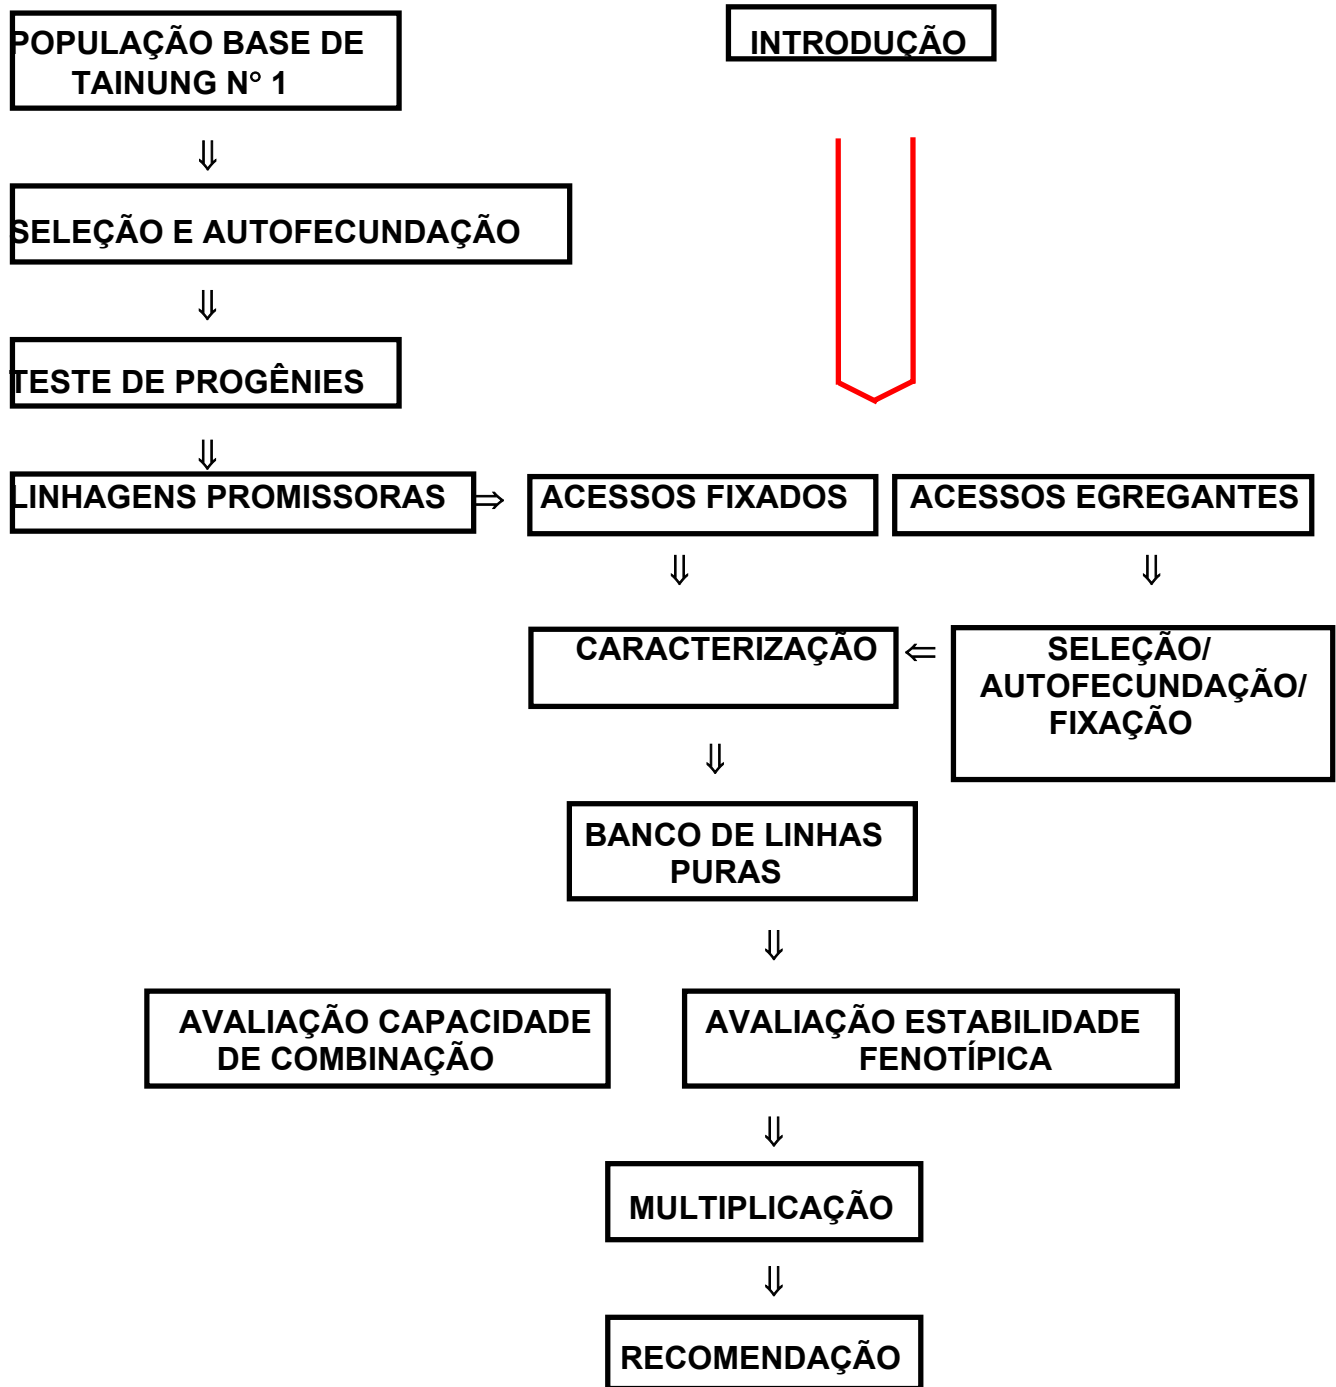 POPULAÇÃO BASE DE
TAINUNG N° 1
INTRODUÇÃO
⇓
SELEÇÃO E AUTOFECUNDAÇÃO
⇓
TESTE DE PROGÊNIES
⇓
LINHAGENS PROMISSORAS ⇒ ACESSOS FIXADOS ACESSOS EGREGANTES
⇓ ⇓
CARACTERIZAÇÃO ⇐ SELEÇÃO/
AUTOFECUNDAÇÃO/
FIXAÇÃO
⇓
BANCO DE LINHAS
PURAS
⇓
AVALIAÇÃO CAPACIDADE
DE COMBINAÇÃO
AVALIAÇÃO ESTABILIDADE
FENOTÍPICA
⇓
MULTIPLICAÇÃO
⇓
RECOMENDAÇÃO